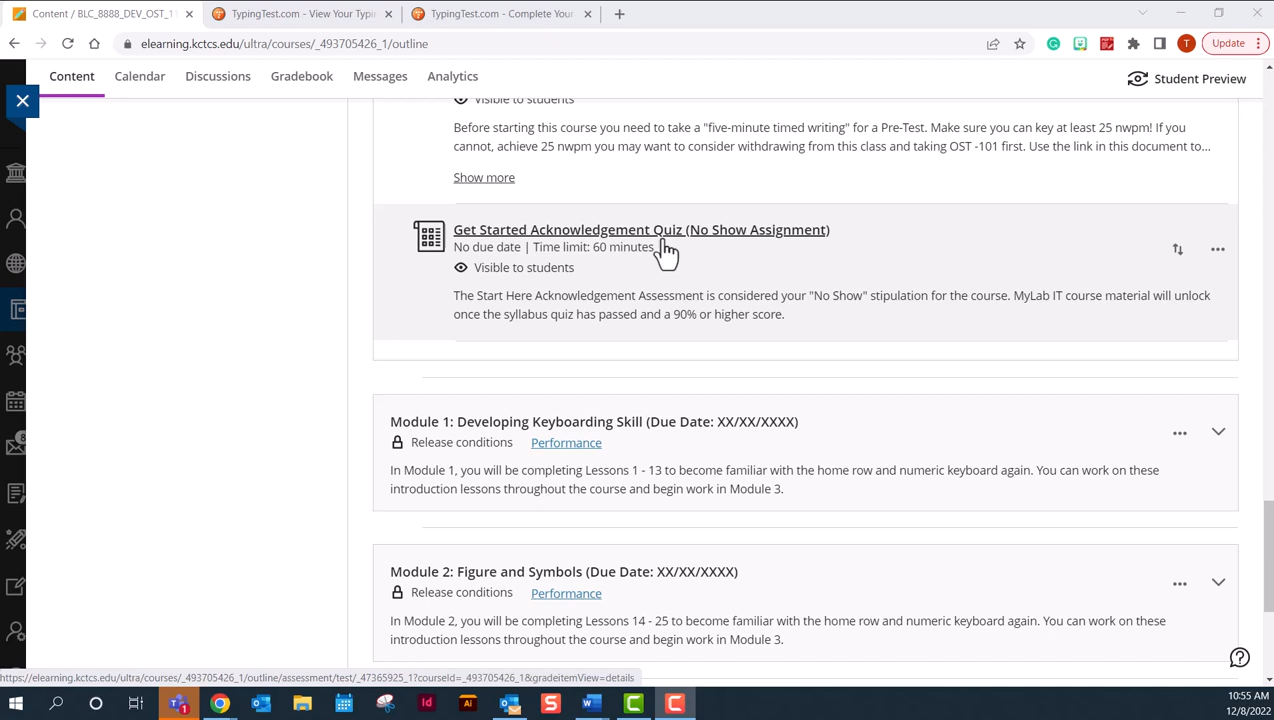 Content / BLC_8888_DEV_OST_11
TypingTest.com - View Your Typin
TypingTest.com - Complete Your
elearning.kctcs.edu/ultra/courses/_493705426_1/outline
T
Update
Content
Calendar
Discussions
Gradebook
Messages
Analytics
Student Preview
Visible to students
Before starting this course you need to take a "five-minute timed writing" for a Pre-Test. Make sure you can key at least 25 nwpm! If you
cannot, achieve 25 nwpm you may want to consider withdrawing from this class and taking OST -101 first. Use the link in this document to...
Show more
Get Started Acknowledgement Quiz (No Show Assignment)
No due date | Time limit: 60 minutes
Visible to students
The Start Here Acknowledgement Assessment is considered your "No Show" stipulation for the course. MyLab IT course material will unlock
once the syllabus quiz has passed and a 90% or higher score.
Module 1: Developing Keyboarding Skill (Due Date: XX/XX/XXXX)
Release conditions Performance
In Module 1, you will be completing Lessons 1 - 13 to become familiar with the home row and numeric keyboard again. You can work on these
introduction lessons throughout the course and begin work in Module 3.
Module 2: Figure and Symbols (Due Date: XX/XX/XXXX)
Release conditions Performance
In Module 2, you will be completing Lessons 14 - 25 to become familiar with the home row and numeric keyboard again. You can work on these
introduction lessons throughout the course and begin work in Module 3.
https://elearning.kctcs.edu/ultra/courses/_493705426_1/outline/assessment/test/_47365925_1?courseId=_493705426_1&gradeitemView=details
10:55 AM
12/8/2022